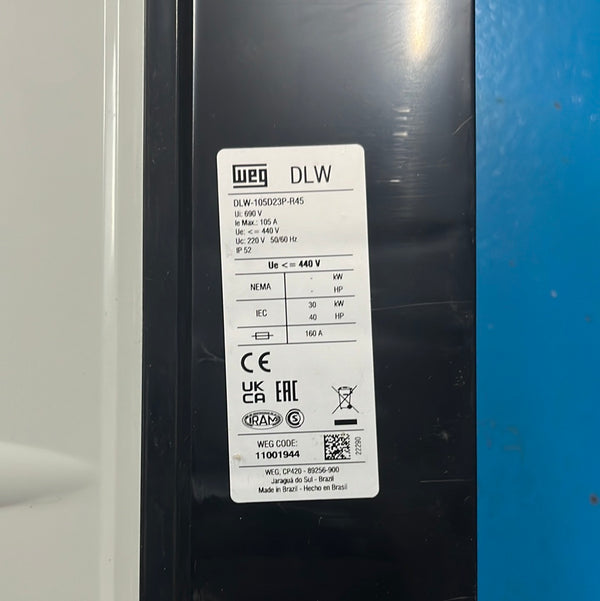 WEG DLW
DLW-105D23P-R45
Ui: 690 V
Ie Max.: 105 A
Ue: <= 440 V
Uc: 220 V 50/60 Hz
IP 52
Ue <= 440 V
NEMA - kW
- HP
IEC 30 kW
40 HP
160 A
CE
UK
CA EAC
IRAM S
WEG CODE:
11001944
22290
WEG, CP420 - 89256-900
Jaraguá do Sul - Brazil
Made in Brazil - Hecho en Brasil